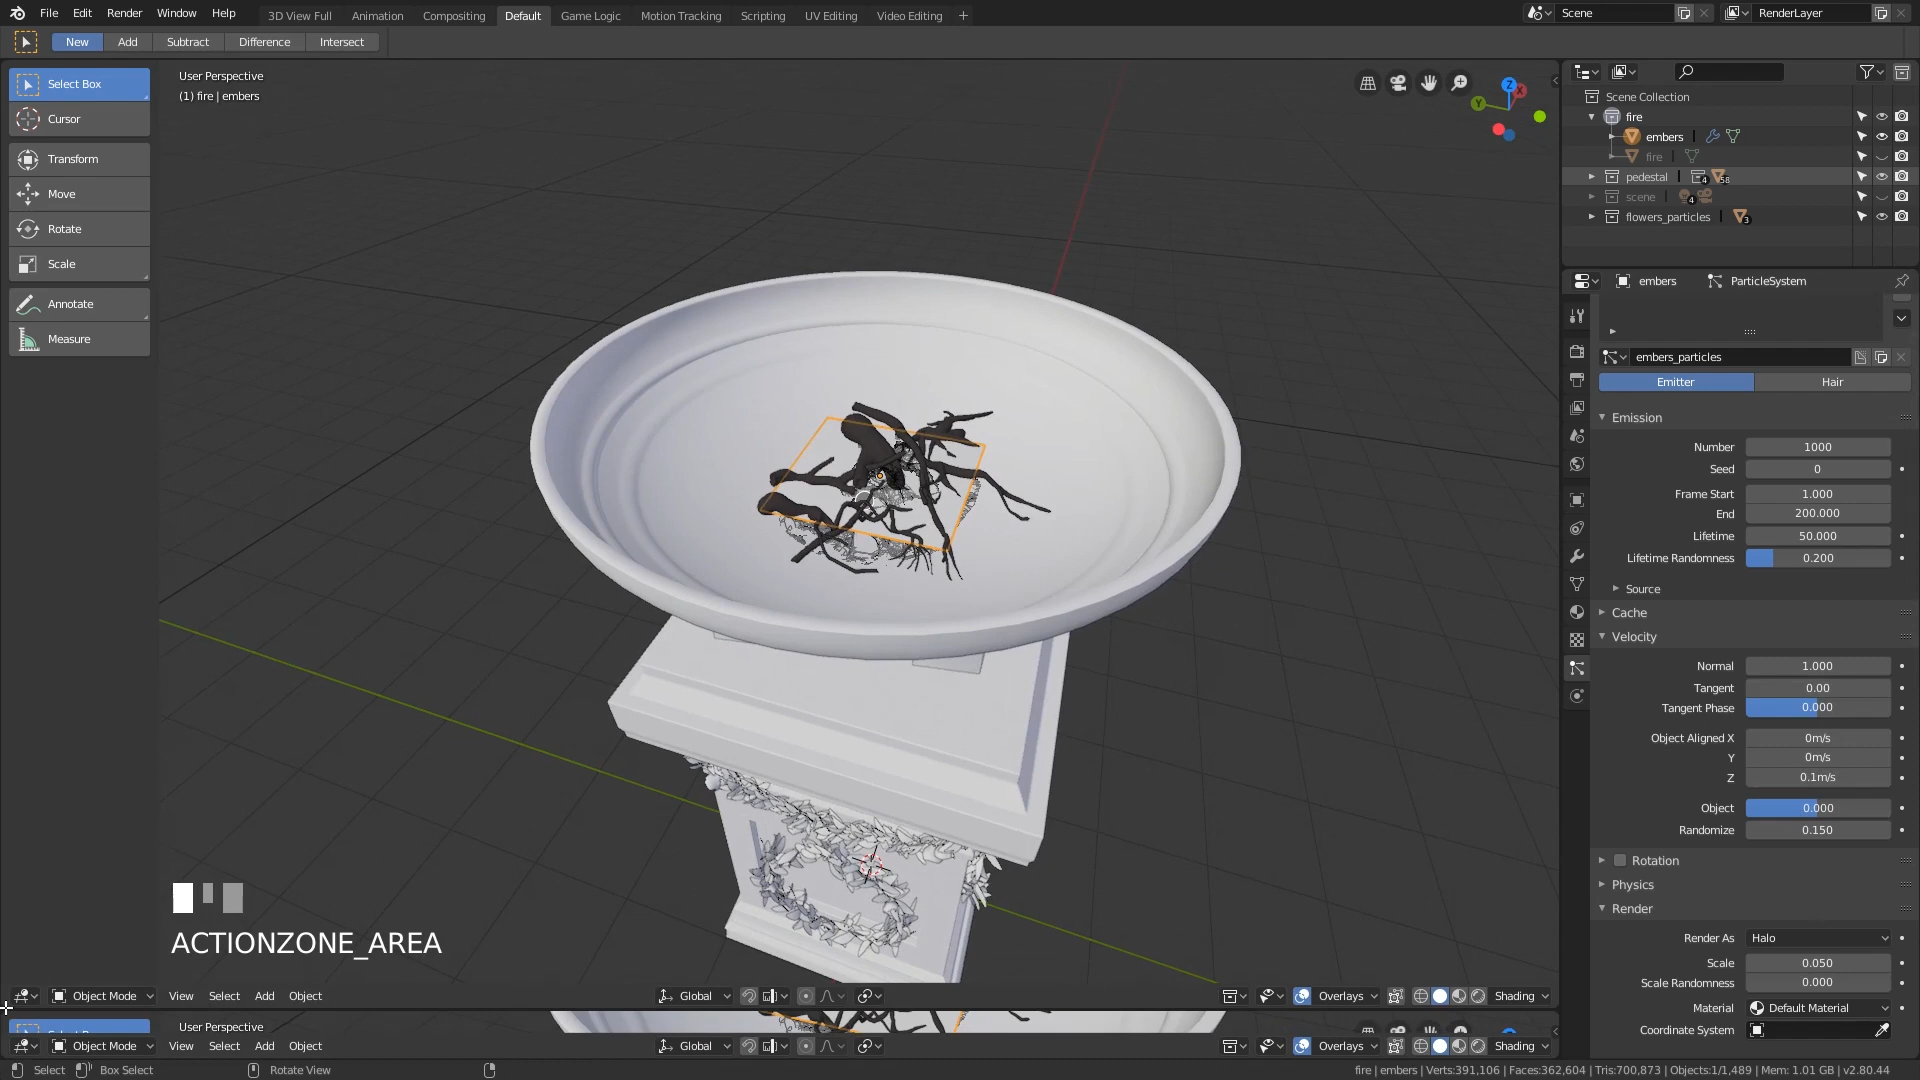 File Edit Render Window Help 3D View Full Animation Compositing Default Game Logic Motion Tracking Scripting UV Editing Video Editing Scene RenderLayer
New Add Subtract Difference Intersect
Select Box
Cursor
Transform
Move
Rotate
Scale
Annotate
Measure
User Perspective
(1) fire | embers
Z
X
Y
ACTIONZONE_AREA
Object Mode View Select Add Object Global Overlays Shading
User Perspective
Object Mode View Select Add Object Global Overlays Shading
Scene Collection
fire
embers
fire
pedestal 4 58
scene 4
flowers_particles 3
embers ParticleSystem
embers_particles
Emitter Hair
Emission
Number 1000
Seed 0
Frame Start 1.000
End 200.000
Lifetime 50.000
Lifetime Randomness 0.200
Source
Cache
Velocity
Normal 1.000
Tangent 0.00
Tangent Phase 0.000
Object Aligned X 0m/s
Y 0m/s
Z 0.1m/s
Object 0.000
Randomize 0.150
Rotation
Physics
Render
Render As Halo
Scale 0.050
Scale Randomness 0.000
Material Default Material
Coordinate System
Select Box Select Rotate View fire | embers | Verts:391,106 | Faces:362,604 | Tris:700,873 | Objects:1/1,489 | Mem: 1.01 GB | v2.80.44